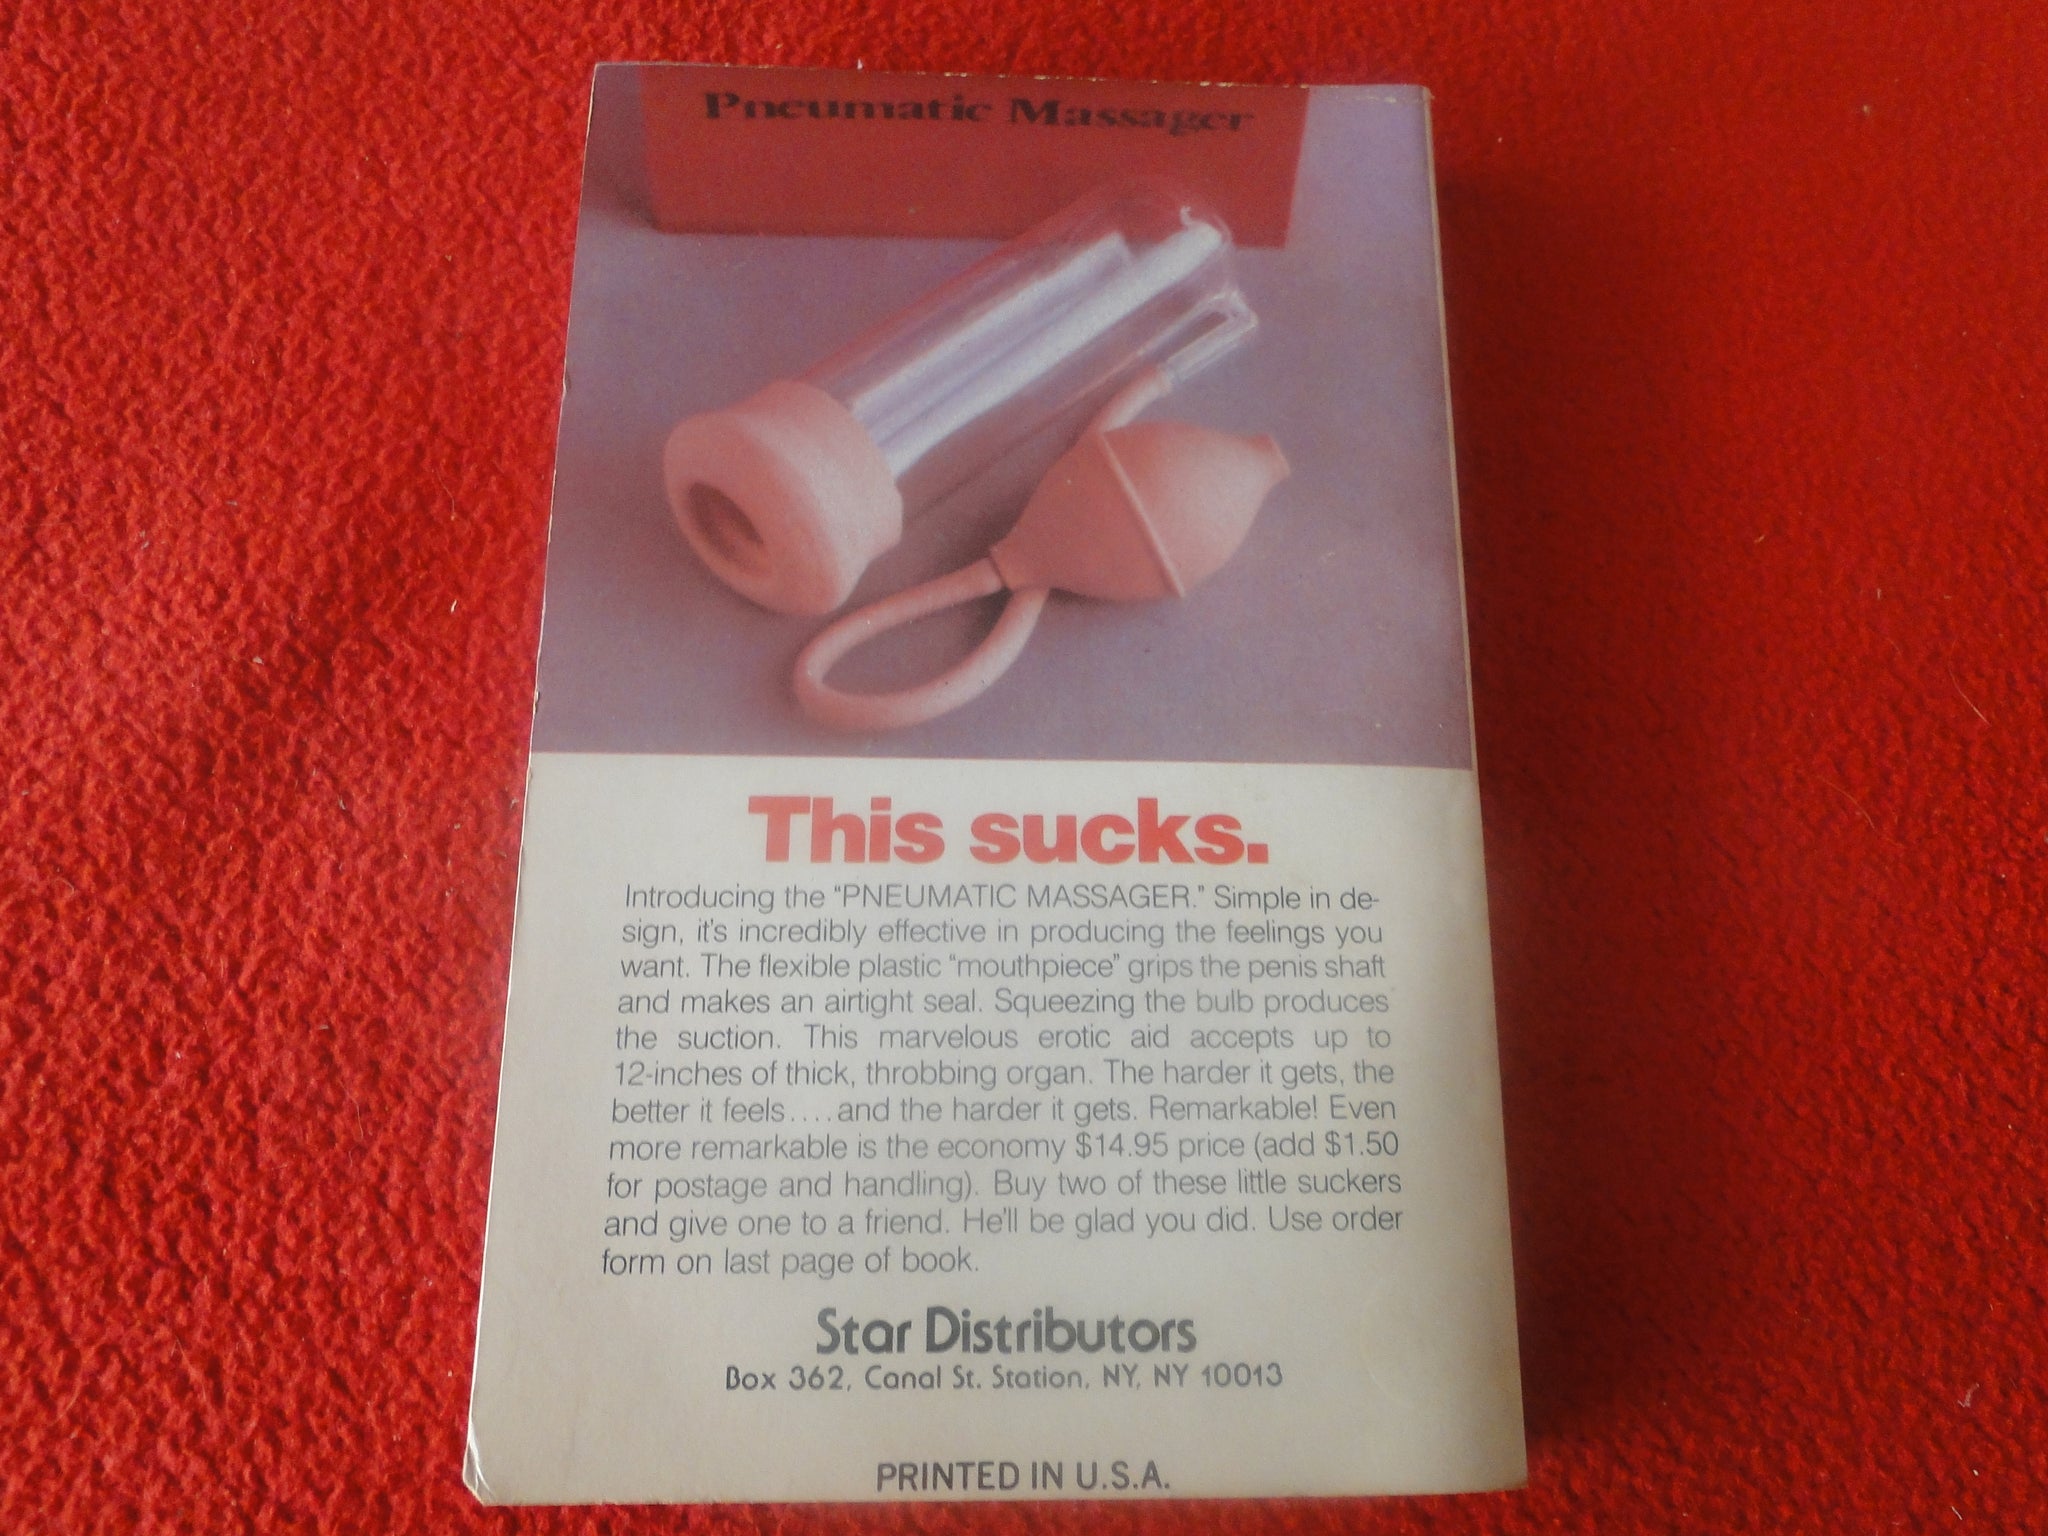 Pneumatic Massager
This sucks.
Introducing the “PNEUMATIC MASSAGER.” Simple in de-
sign, it's incredibly effective in producing the feelings you
want. The flexible plastic “mouthpiece” grips the penis shaft
and makes an airtight seal. Squeezing the bulb produces
the suction. This marvelous erotic aid accepts up to
12-inches of thick, throbbing organ. The harder it gets, the
better it feels....and the harder it gets. Remarkable! Even
more remarkable is the economy $14.95 price (add $1.50
for postage and handling). Buy two of these little suckers
and give one to a friend. He'll be glad you did. Use order
form on last page of book.
Star Distributors
Box 362, Canal St. Station, NY, NY 10013
PRINTED IN U.S.A.